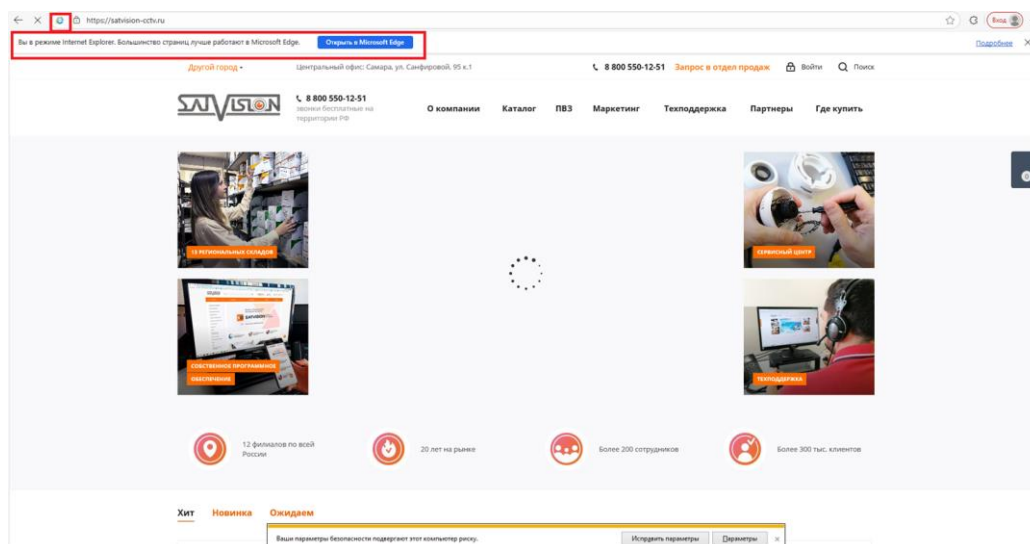 https://satvision-cctv.ru
Вход
Вы в режиме Internet Explorer. Большинство страниц лучше работают в Microsoft Edge.
Открыть в Microsoft Edge
Подробнее
Другой город
Центральный офис: Самара, ул. Санфировой, 95 к.1
8 800 550-12-51
Запрос в отдел продаж
Войти
Поиск
SATVISION
8 800 550-12-51
звонки бесплатные на
территории РФ
О компании
Каталог
ПВЗ
Маркетинг
Техподдержка
Партнеры
Где купить
СЕРВИСНЫЙ ЦЕНТР
СОБСТВЕННОЕ ПРОГРАММНОЕ
ОБЕСПЕЧЕНИЕ
ТЕХПОДДЕРЖКА
12 филиалов по всей
России
20 лет на рынке
Более 200 сотрудников
Более 300 тыс. клиентов
Хит
Новинка
Ожидаем
Ваши параметры безопасности подвергают этот компьютер риску.
Исправить параметры
Параметры